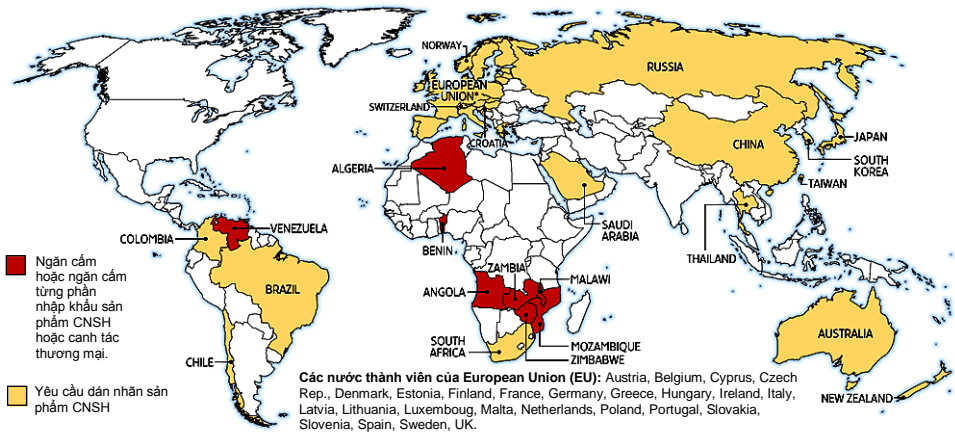 NORWAY
RUSSIA
EUROPEAN
UNION*
SWITZERLAND
CROATIA
CHINA
JAPAN
SOUTH
KOREA
TAIWAN
ALGERIA
SAUDI
ARABIA
THAILAND
VENEZUELA
COLOMBIA
BENIN
ZAMBIA
MALAWI
ANGOLA
BRAZIL
MOZAMBIQUE
ZIMBABWE
SOUTH
AFRICA
AUSTRALIA
CHILE
NEW ZEALAND
Ngăn cấm
hoặc ngăn cấm
từng phần
nhập khẩu sản
phẩm CNSH
hoặc canh tác
thương mại.
Yêu cầu dán nhãn sản
phẩm CNSH
Các nước thành viên của European Union (EU): Austria, Belgium, Cyprus, Czech
Rep., Denmark, Estonia, Finland, France, Germany, Greece, Hungary, Ireland, Italy,
Latvia, Lithuania, Luxemboug, Malta, Netherlands, Poland, Portugal, Slovakia,
Slovenia, Spain, Sweden, UK.